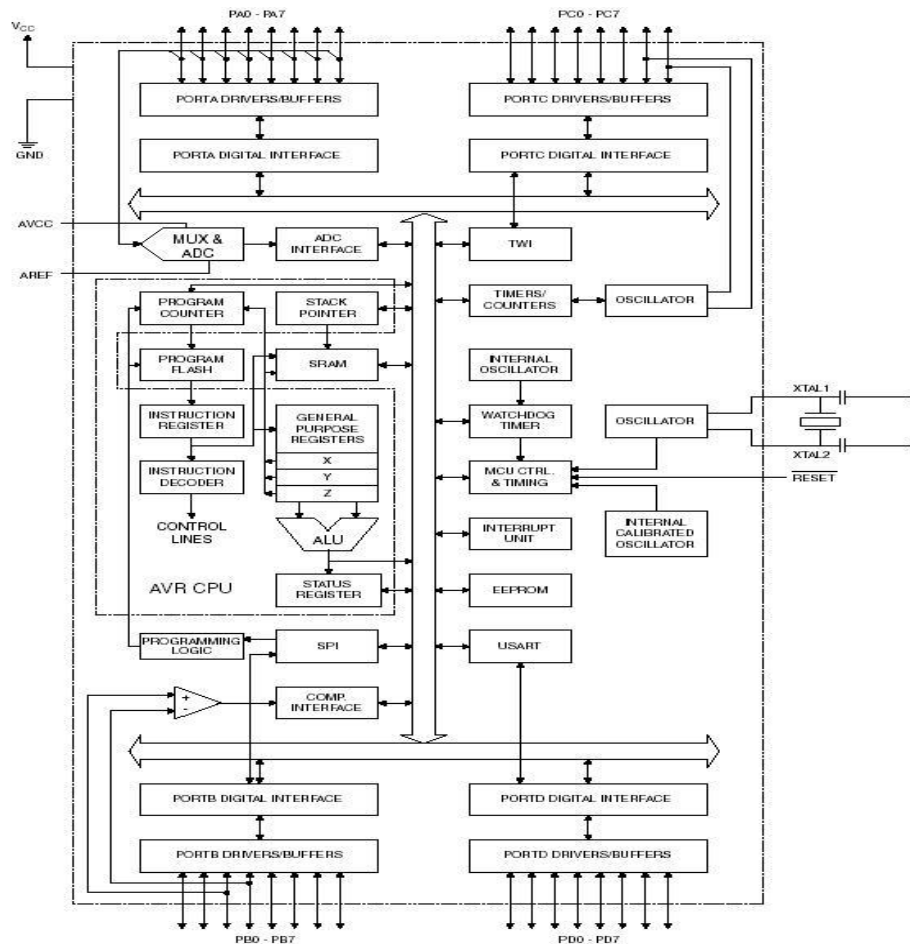 PA0 - PA7
PC0 - PC7
VCC
PORTA DRIVERS/BUFFERS
PORTC DRIVERS/BUFFERS
GND
PORTA DIGITAL INTERFACE
PORTC DIGITAL INTERFACE
AVCC
MUX &
ADC
ADC
INTERFACE
TWI
AREF
PROGRAM
COUNTER
STACK
POINTER
TIMERS/
COUNTERS
OSCILLATOR
PROGRAM
FLASH
SRAM
INTERNAL
OSCILLATOR
XTAL1
INSTRUCTION
REGISTER
GENERAL
PURPOSE
REGISTERS
WATCHDOG
TIMER
OSCILLATOR
XTAL2
X
INSTRUCTION
DECODER
Y
MCU CTRL.
& TIMING
RESET
Z
CONTROL
LINES
ALU
INTERRUPT
UNIT
INTERNAL
CALIBRATED
OSCILLATOR
AVR CPU
STATUS
REGISTER
EEPROM
PROGRAMMING
LOGIC
SPI
USART
+
-
COMP.
INTERFACE
PORTB DIGITAL INTERFACE
PORTD DIGITAL INTERFACE
PORTB DRIVERS/BUFFERS
PORTD DRIVERS/BUFFERS
PB0 - PB7
PD0 - PD7